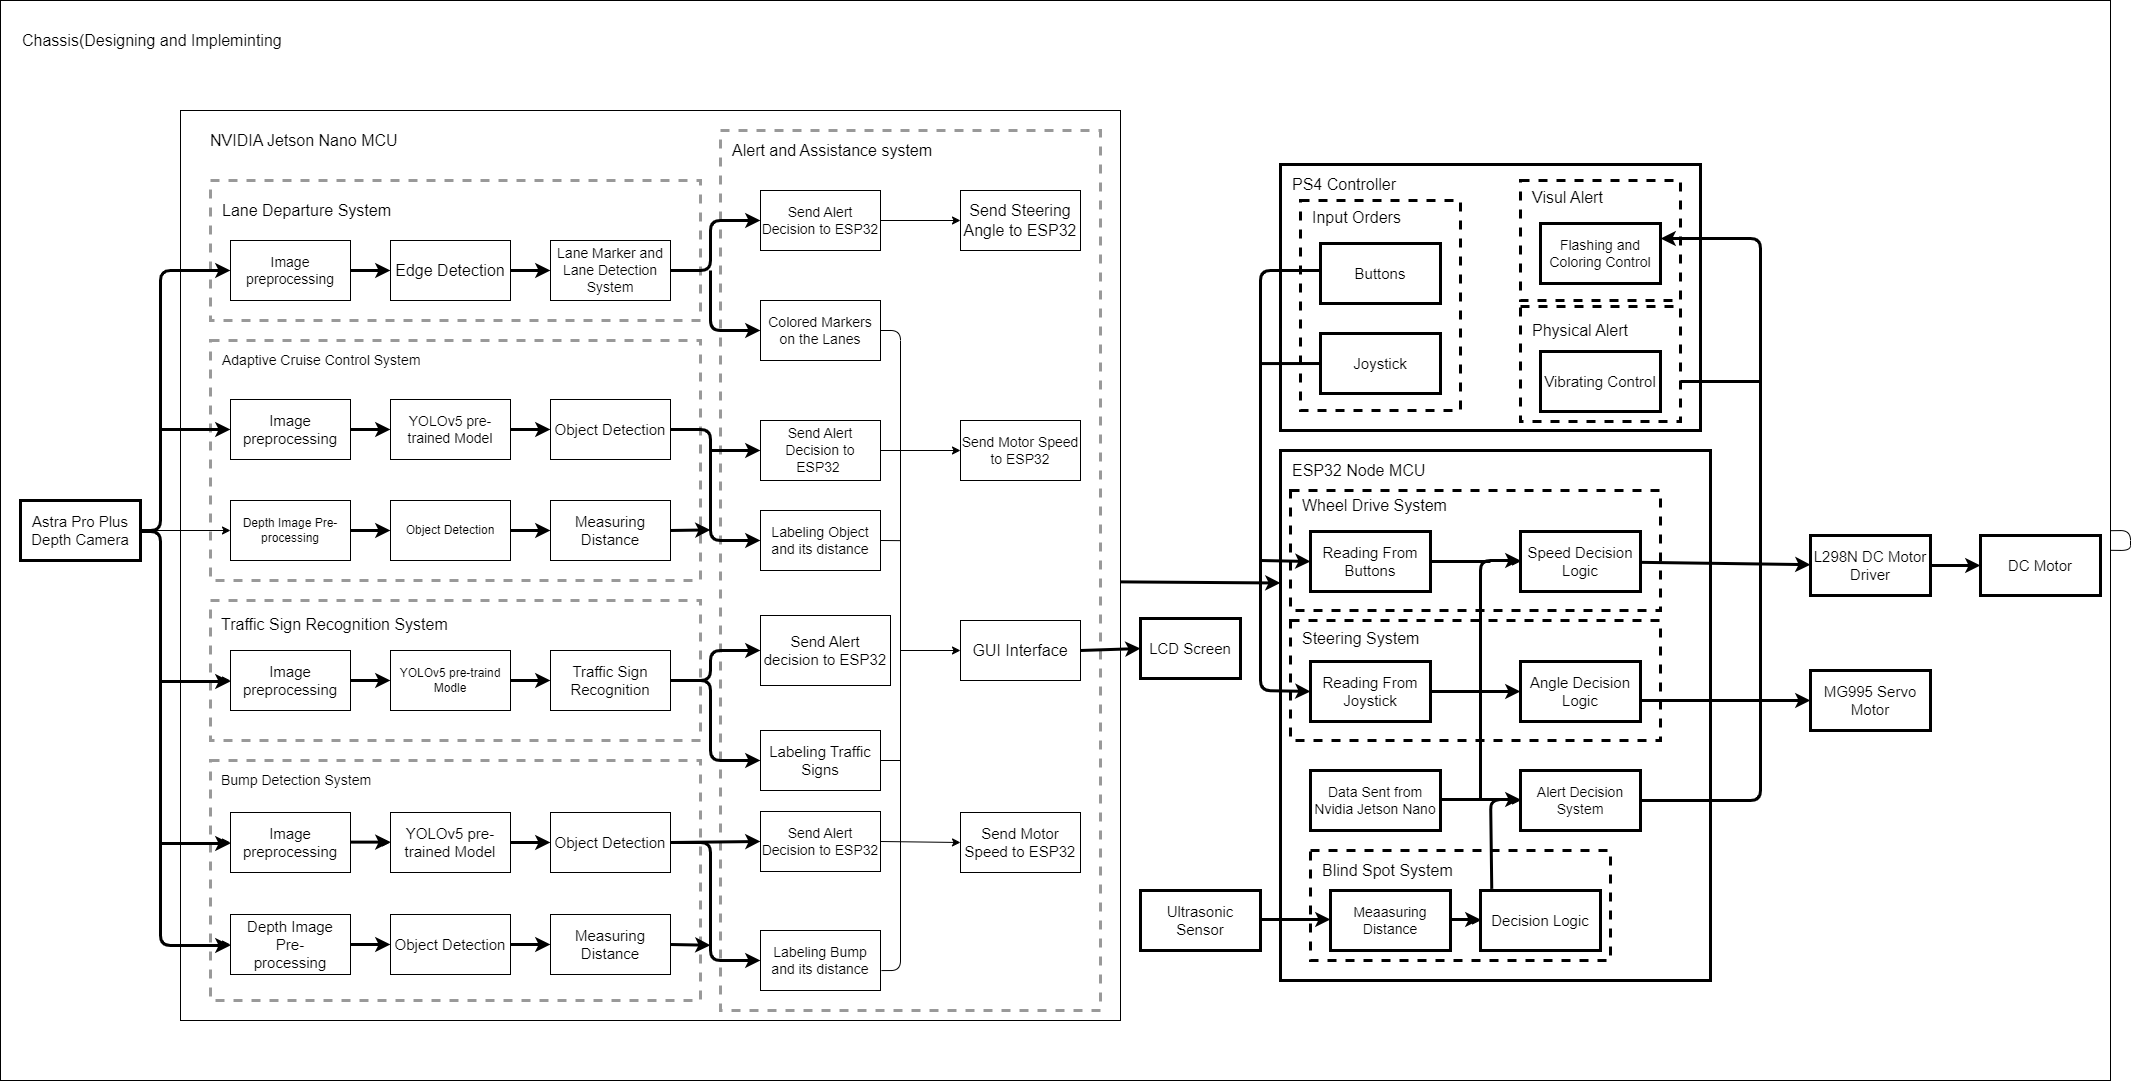 Chassis(Designing and Impleminting
NVIDIA Jetson Nano MCU
Astra Pro Plus
Depth Camera
Lane Departure System
Image
preprocessing
Edge Detection
Lane Marker and
Lane Detection
System
Adaptive Cruise Control System
Image
preprocessing
YOLOv5 pre-
trained Model
Object Detection
Depth Image Pre-
processing
Object Detection
Measuring
Distance
Traffic Sign Recognition System
Image
preprocessing
YOLOv5 pre-traind
Modle
Traffic Sign
Recognition
Bump Detection System
Image
preprocessing
YOLOv5 pre-
trained Model
Object Detection
Depth Image
Pre-
processing
Object Detection
Measuring
Distance
Alert and Assistance system
Send Alert
Decision to ESP32
Send Steering
Angle to ESP32
Colored Markers
on the Lanes
Send Alert
Decision to
ESP32
Send Motor Speed
to ESP32
Labeling Object
and its distance
Send Alert
decision to ESP32
GUI Interface
Labeling Traffic
Signs
Send Alert
Decision to ESP32
Send Motor
Speed to ESP32
Labeling Bump
and its distance
LCD Screen
PS4 Controller
Input Orders
Buttons
Joystick
Visul Alert
Flashing and
Coloring Control
Physical Alert
Vibrating Control
ESP32 Node MCU
Wheel Drive System
Reading From
Buttons
Speed Decision
Logic
Steering System
Reading From
Joystick
Angle Decision
Logic
Data Sent from
Nvidia Jetson Nano
Alert Decision
System
Blind Spot System
Meaasuring
Distance
Decision Logic
Ultrasonic
Sensor
L298N DC Motor
Driver
DC Motor
MG995 Servo
Motor